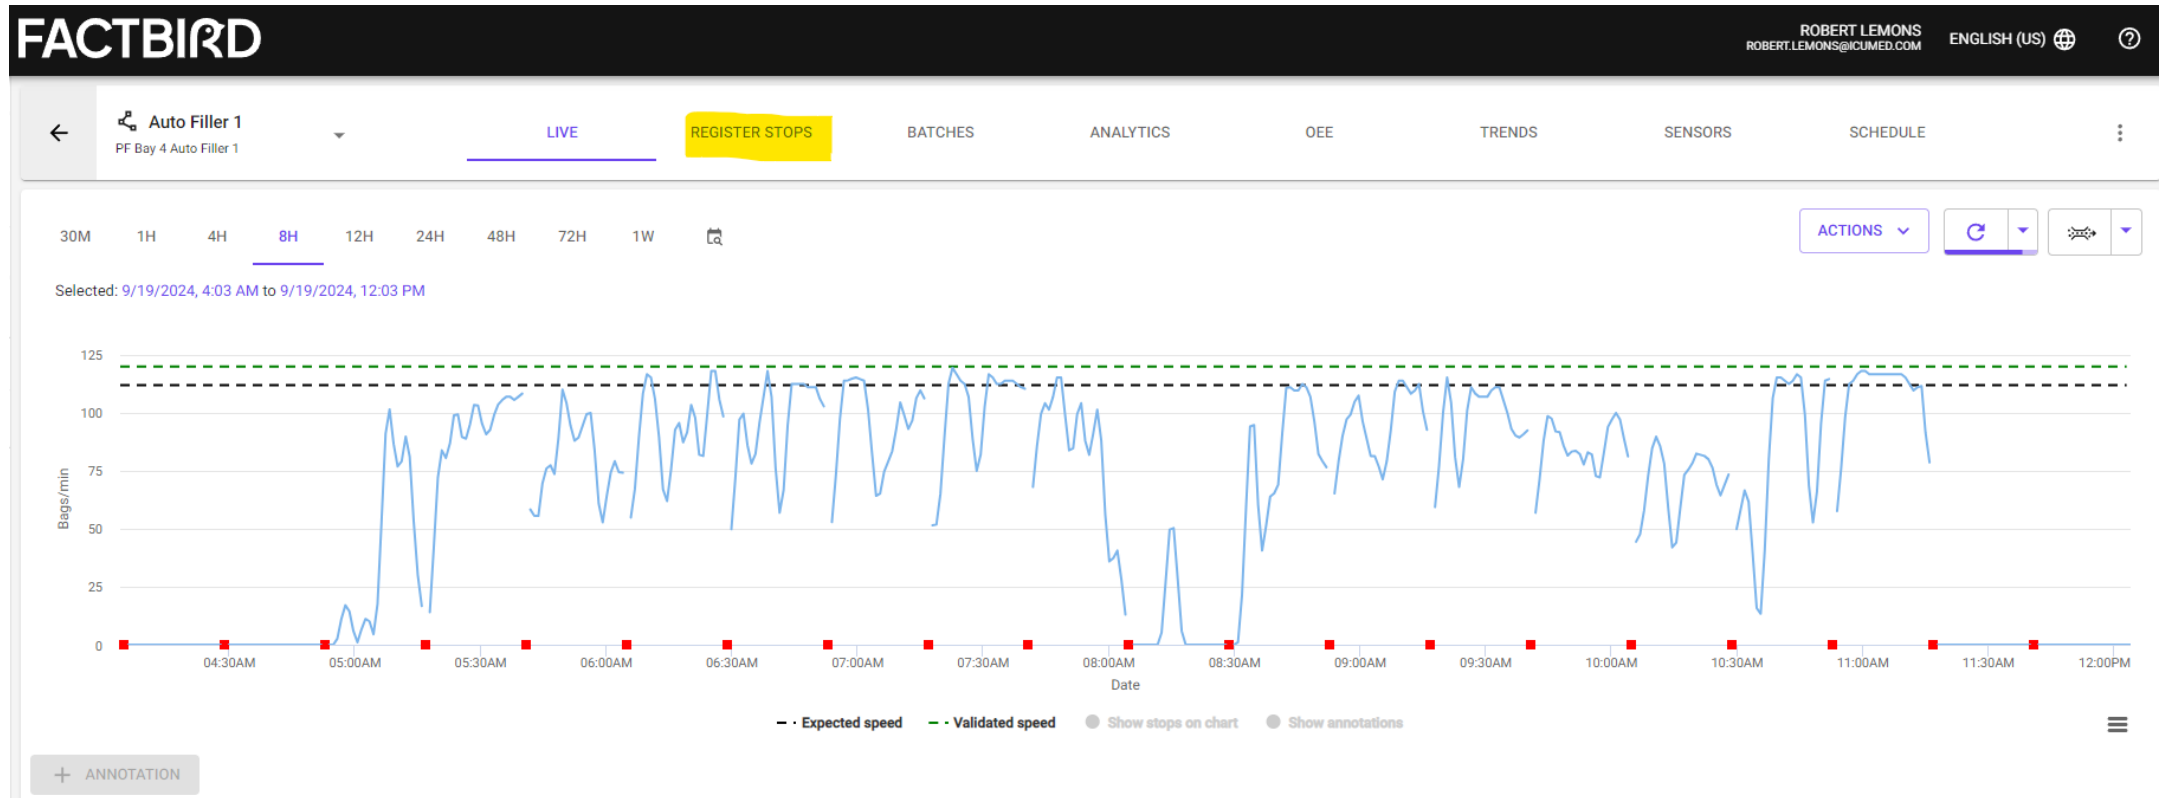 FACTBIRD
ROBERT LEMONS
ROBERT.LEMONS@ICUMED.COM
ENGLISH (US)
Auto Filler 1
PF Bay 4 Auto Filler 1
LIVE
REGISTER STOPS
BATCHES
ANALYTICS
OEE
TRENDS
SENSORS
SCHEDULE
30M 1H 4H 8H 12H 24H 48H 72H 1W
ACTIONS
Selected: 9/19/2024, 4:03 AM to 9/19/2024, 12:03 PM
125
100
75
50
25
0
Bags/min
04:30AM 05:00AM 05:30AM 06:00AM 06:30AM 07:00AM 07:30AM 08:00AM 08:30AM 09:00AM 09:30AM 10:00AM 10:30AM 11:00AM 11:30AM 12:00PM
Date
Expected speed Validated speed Show stops on chart Show annotations
+ ANNOTATION